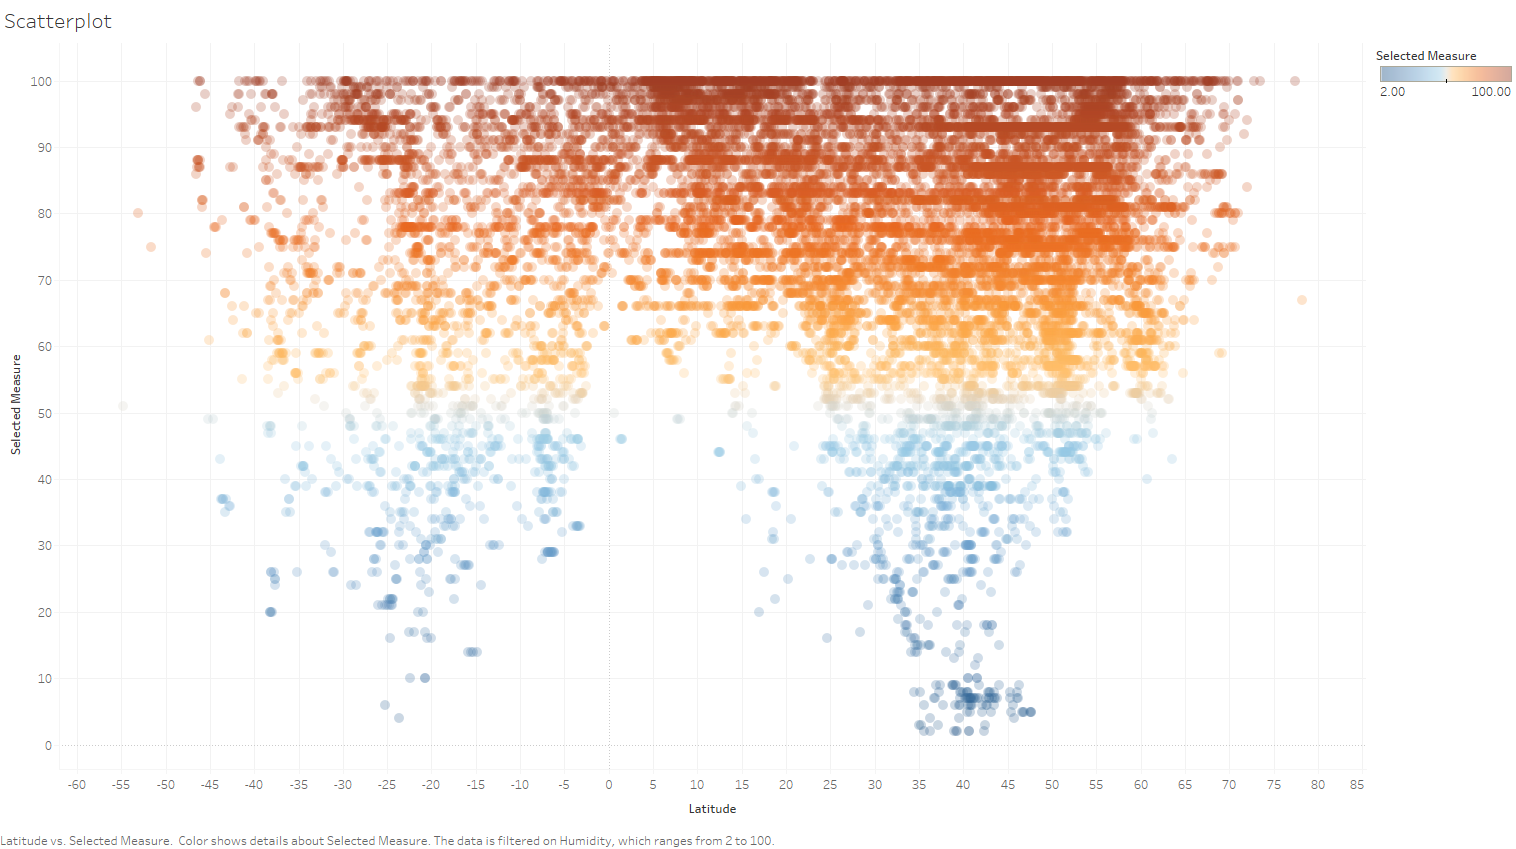 Scatterplot
Selected Measure
2.00 100.00
100
90
80
70
60
50
40
30
20
10
0
Selected Measure
-60 -55 -50 -45 -40 -35 -30 -25 -20 -15 -10 -5 0 5 10 15 20 25 30 35 40 45 50 55 60 65 70 75 80 85
Latitude
Latitude vs. Selected Measure. Color shows details about Selected Measure. The data is filtered on Humidity, which ranges from 2 to 100.